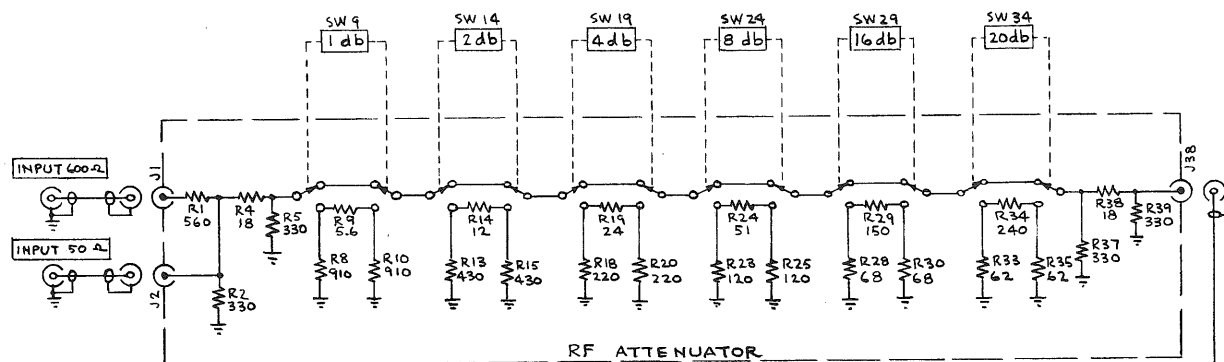 SW 9
1 db
SW 14
2 db
SW 19
4 db
SW 24
8 db
SW 29
16 db
SW 34
20db
INPUT 600Ω
J1
R1
560
R4
18
R5
330
R9
5.6
R8
910
R10
910
R14
12
R13
430
R15
430
R19
24
R18
220
R20
220
R24
51
R23
120
R25
120
R29
150
R28
68
R30
68
R34
240
R33
62
R35
62
R38
18
R39
330
R37
330
J38
INPUT 50Ω
J2
R2
330
RF ATTENUATOR